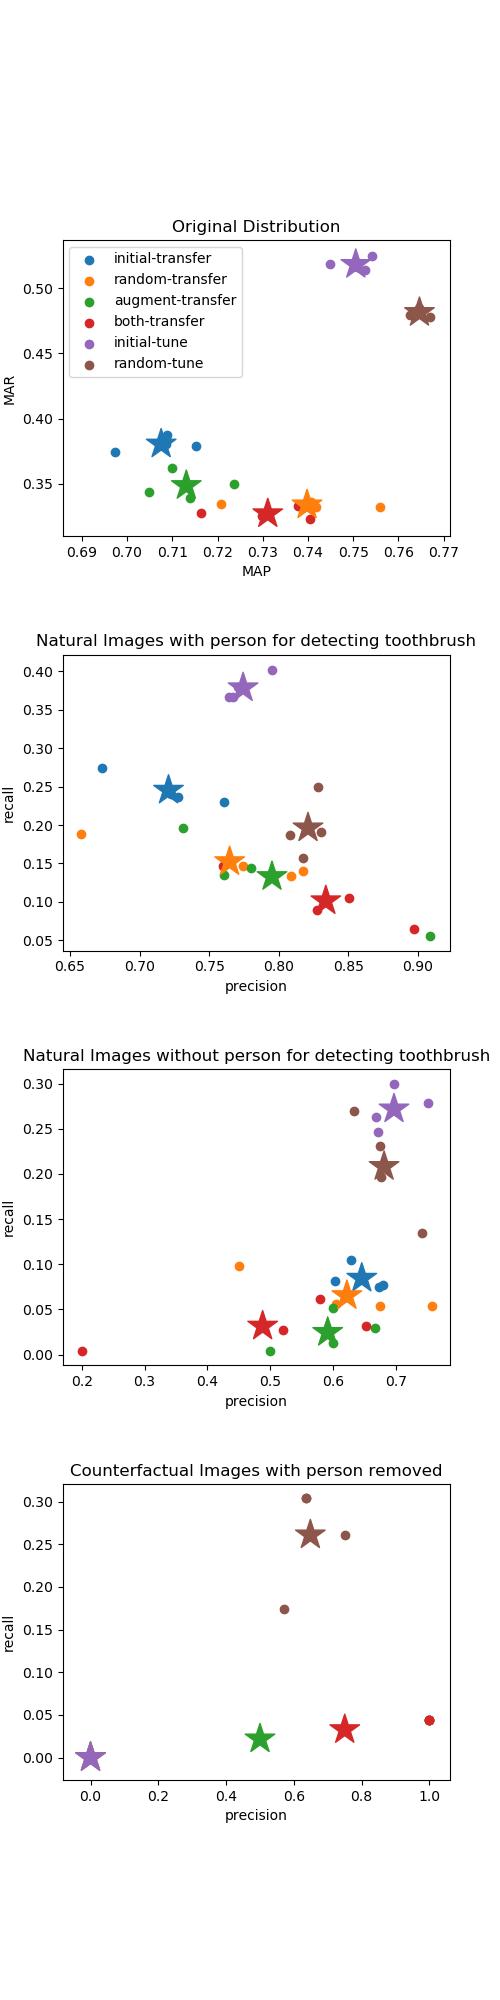 Original Distribution
initial-transfer
random-transfer
augment-transfer
both-transfer
initial-tune
random-tune
0.50
0.45
0.40
0.35
MAR
0.69 0.70 0.71 0.72 0.73 0.74 0.75 0.76 0.77
MAP
Natural Images with person for detecting toothbrush
0.40
0.35
0.30
0.25
0.20
0.15
0.10
0.05
recall
0.65 0.70 0.75 0.80 0.85 0.90
precision
Natural Images without person for detecting toothbrush
0.30
0.25
0.20
0.15
0.10
0.05
0.00
recall
0.2 0.3 0.4 0.5 0.6 0.7
precision
Counterfactual Images with person removed
0.30
0.25
0.20
0.15
0.10
0.05
0.00
recall
0.0 0.2 0.4 0.6 0.8 1.0
precision